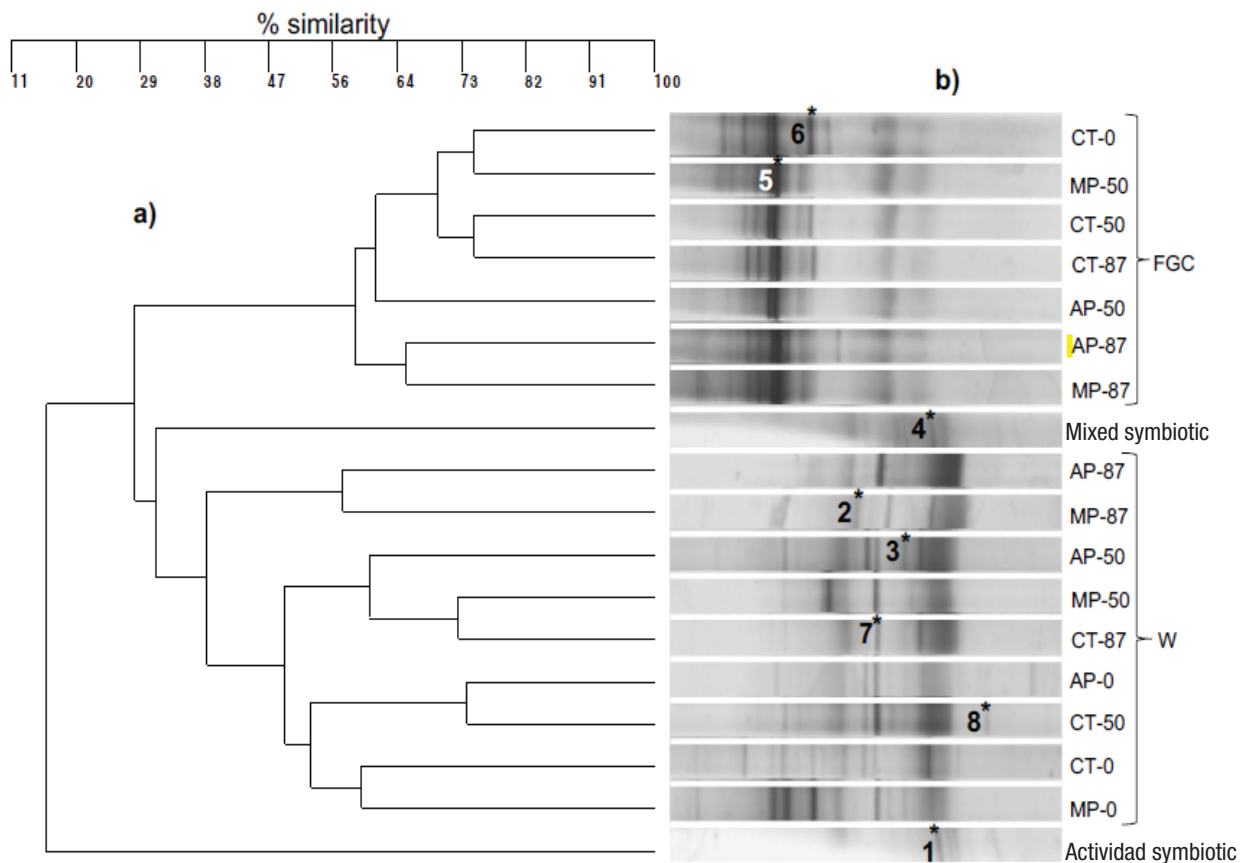 % similarity
11 20 29 38 47 56 64 73 82 91 100
a)
b)
6* CT-0
5* MP-50
CT-50
CT-87
FGC
AP-50
AP-87
MP-87
4* Mixed symbiotic
AP-87
2* MP-87
3* AP-50
MP-50
7* CT-87
W
AP-0
8* CT-50
CT-0
MP-0
1* Actividad symbiotic